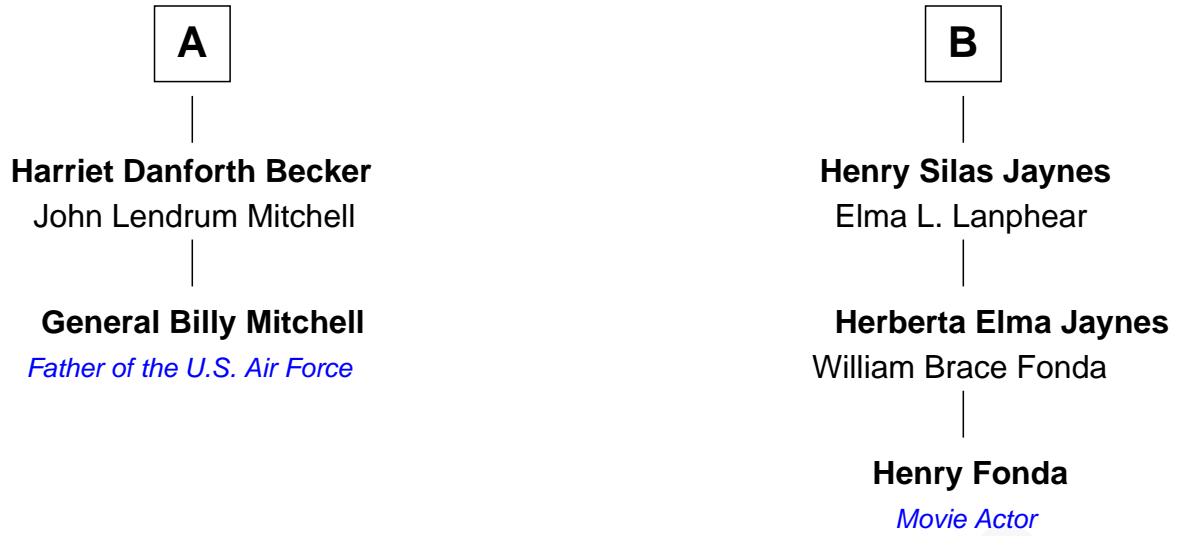 A
Harriet Danforth Becker
John Lendrum Mitchell
General Billy Mitchell
Father of the U.S. Air Force
B
Henry Silas Jaynes
Elma L. Lanphear
Herberta Elma Jaynes
William Brace Fonda
Henry Fonda
Movie Actor